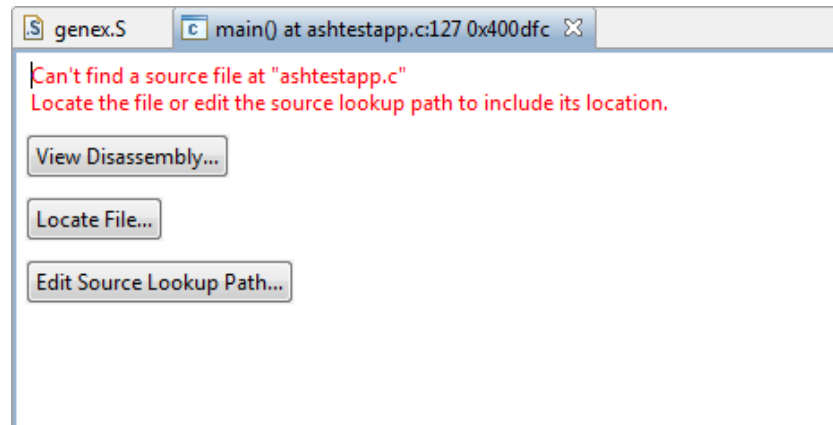 genex.S
main() at ashtestapp.c:127 0x400dfc
Can't find a source file at "ashtestapp.c"
Locate the file or edit the source lookup path to include its location.
View Disassembly...
Locate File...
Edit Source Lookup Path...